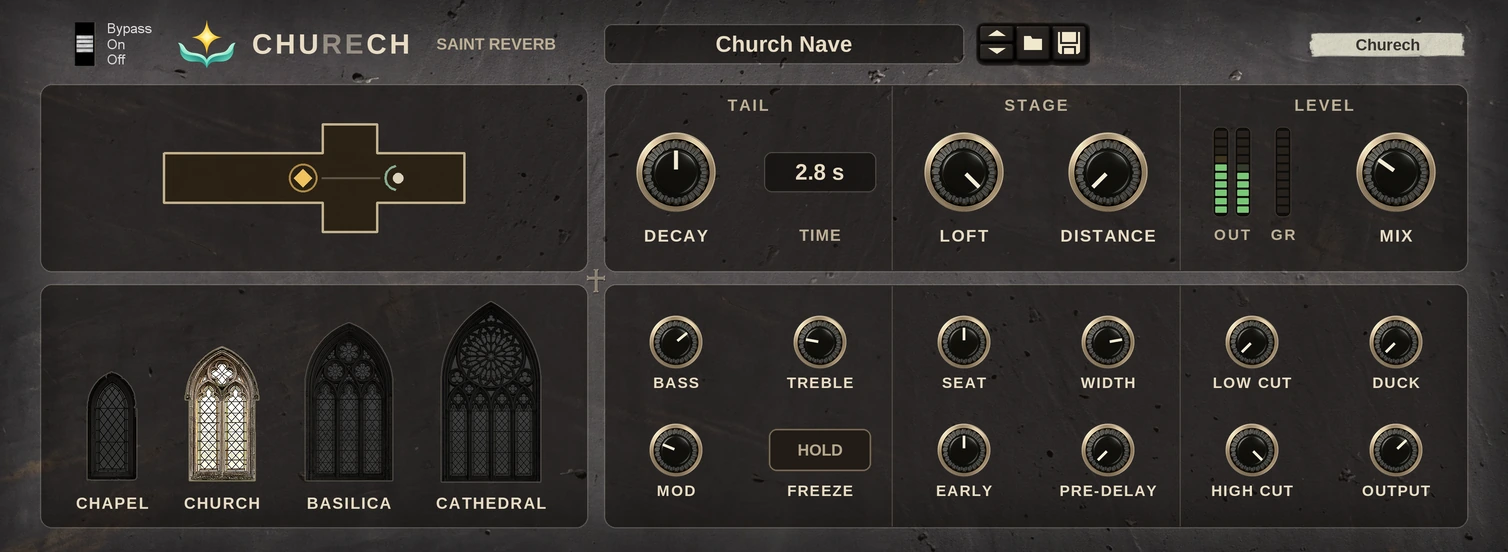 Bypass
On
Off
CHURECH
SAINT REVERB
Church Nave
Churech
TAIL
STAGE
LEVEL
2.8 s
DECAY
TIME
LOFT
DISTANCE
OUT
GR
MIX
CHAPEL
CHURCH
BASILICA
CATHEDRAL
BASS
TREBLE
SEAT
WIDTH
LOW CUT
DUCK
HOLD
MOD
FREEZE
EARLY
PRE-DELAY
HIGH CUT
OUTPUT